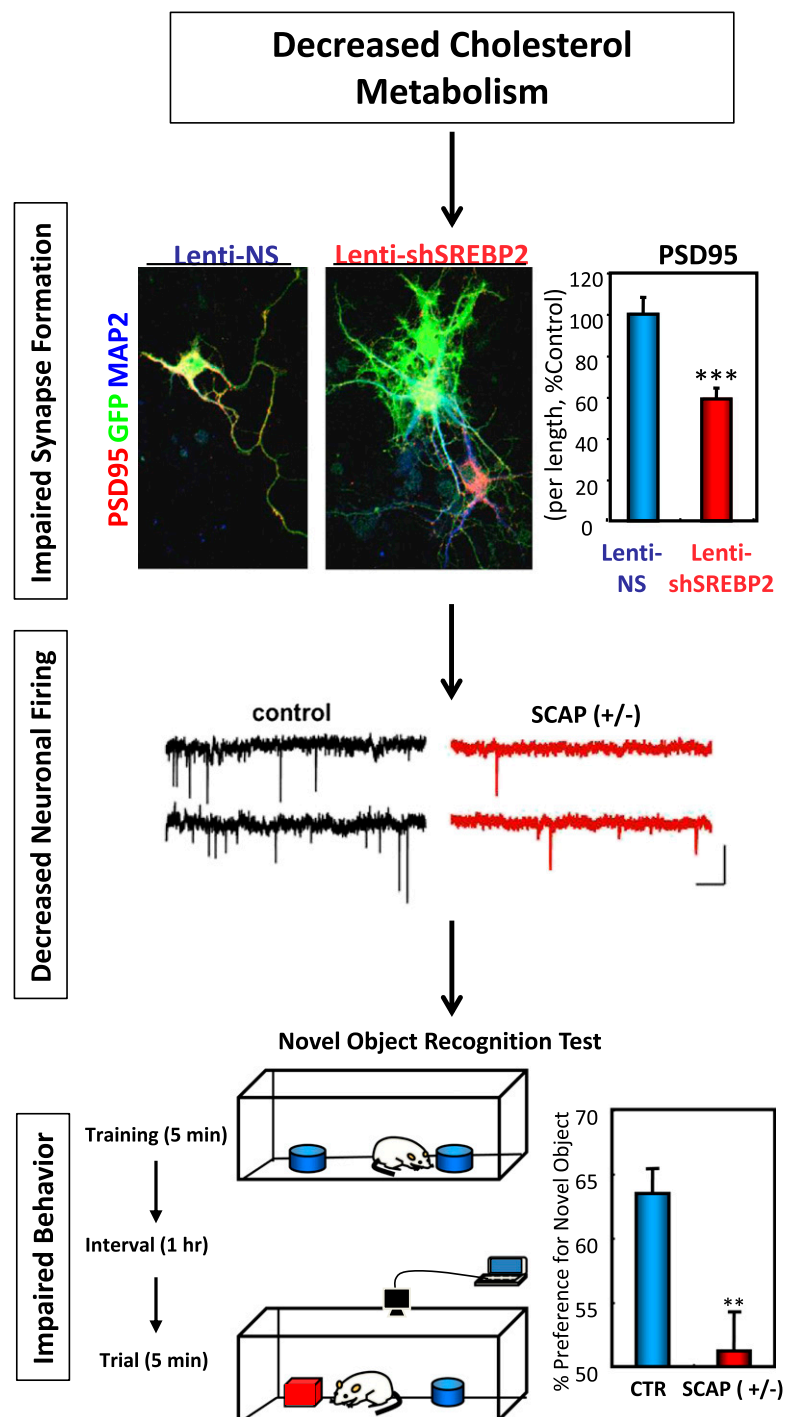 Decreased Cholesterol
Metabolism
Impaired Synapse Formation
Lenti-NS
Lenti-shSREBP2
PSD95 GFP MAP2
PSD95
(per length, %Control)
120
100
80
60
40
20
0
***
Lenti-
NS
Lenti-
shSREBP2
Decreased Neuronal Firing
control
SCAP (+/-)
Impaired Behavior
Novel Object Recognition Test
Training (5 min)
Interval (1 hr)
Trial (5 min)
% Preference for Novel Object
70
65
60
55
50
**
CTR
SCAP ( +/-)